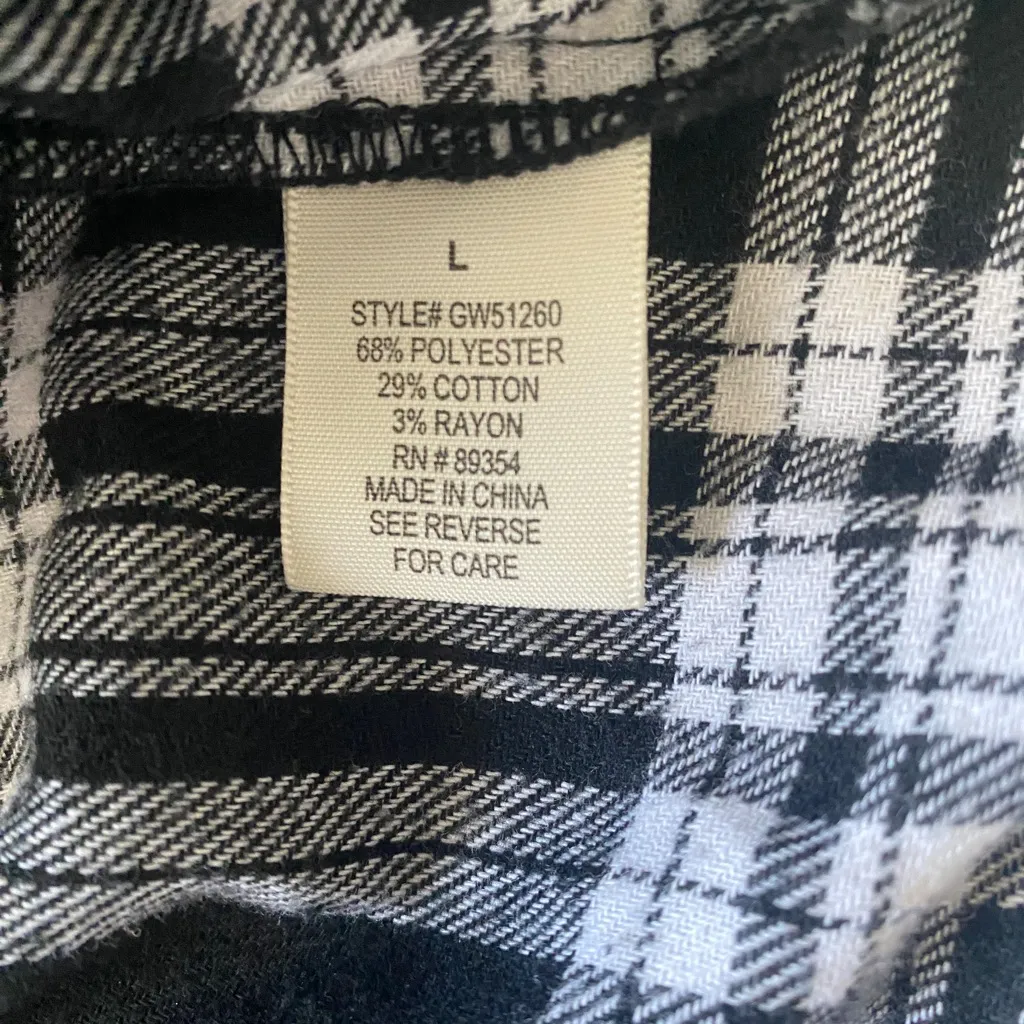 L
STYLE# GW51260
68% POLYESTER
29% COTTON
3% RAYON
RN # 89354
MADE IN CHINA
SEE REVERSE
FOR CARE